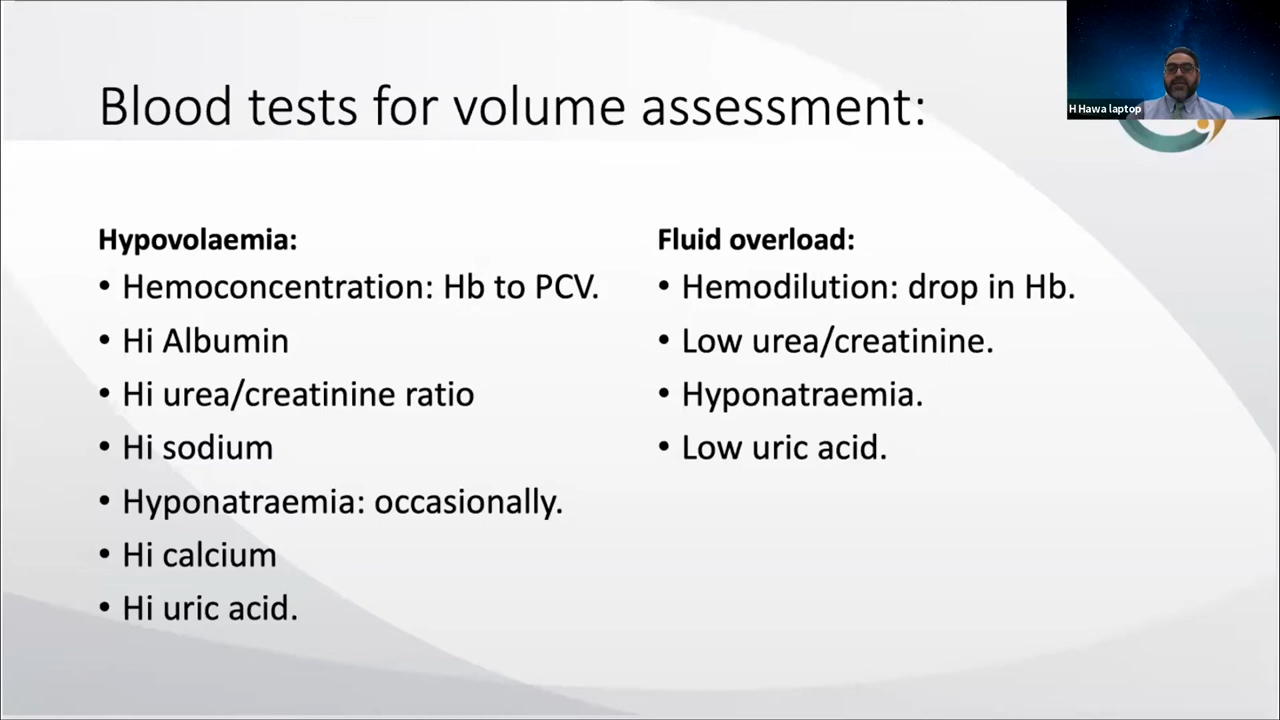 Blood tests for volume assessment:
H Hawa laptop
Hypovolaemia:
• Hemoconcentration: Hb to PCV.
• Hi Albumin
• Hi urea/creatinine ratio
• Hi sodium
• Hyponatraemia: occasionally.
• Hi calcium
• Hi uric acid.
Fluid overload:
• Hemodilution: drop in Hb.
• Low urea/creatinine.
• Hyponatraemia.
• Low uric acid.